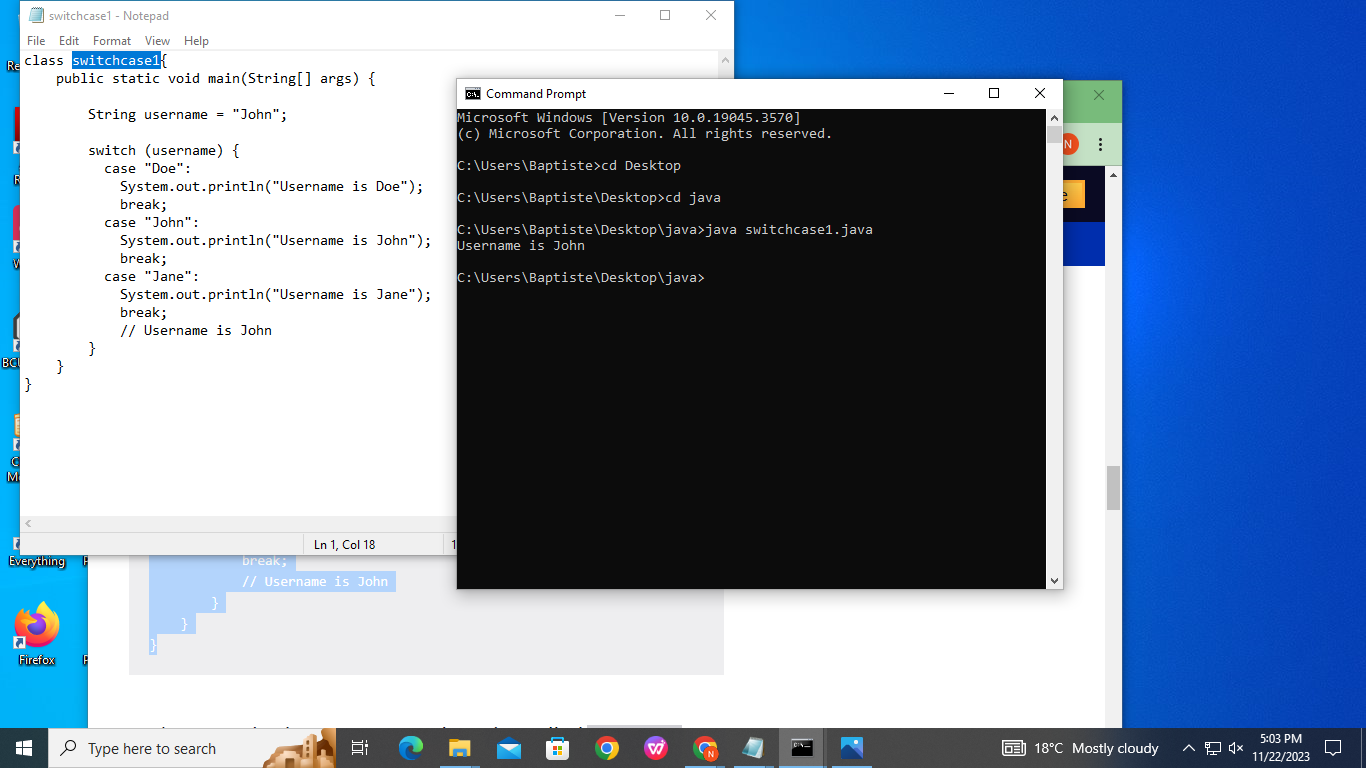 switchcase1 - Notepad
File Edit Format View Help
class switchcase1{
    public static void main(String[] args) {
        String username = "John";
        switch (username) {
          case "Doe":
            System.out.println("Username is Doe");
            break;
          case "John":
            System.out.println("Username is John");
            break;
          case "Jane":
            System.out.println("Username is Jane");
            break;
            // Username is John
        }
    }
}
Ln 1, Col 18
Command Prompt
Microsoft Windows [Version 10.0.19045.3570]
(c) Microsoft Corporation. All rights reserved.
C:\Users\Baptiste>cd Desktop
C:\Users\Baptiste\Desktop>cd java
C:\Users\Baptiste\Desktop\java>java switchcase1.java
Username is John
C:\Users\Baptiste\Desktop\java>
N
break;
// Username is John
}
}
}
Everything
Firefox
Type here to search
N
18°C Mostly cloudy
5:03 PM
11/22/2023